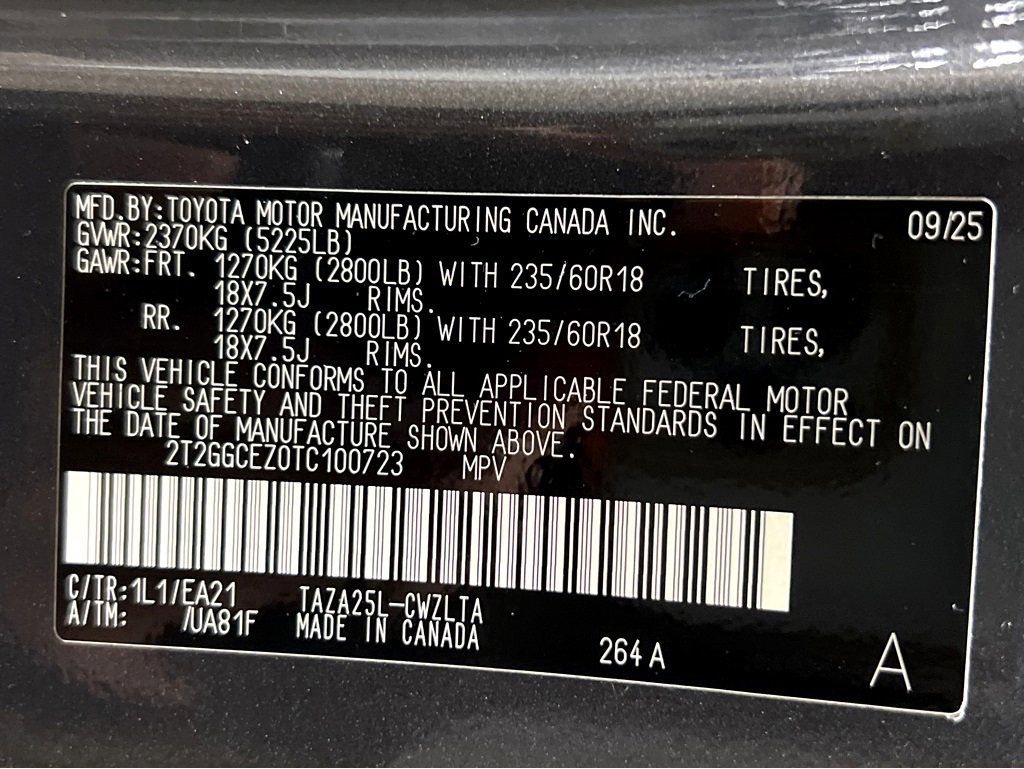 MFD.BY:TOYOTA MOTOR MANUFACTURING CANADA INC. 09/25
GVWR:2370KG (5225LB)
GAWR:FRT. 1270KG (2800LB) WITH 235/60R18 TIRES,
18X7.5J RIMS.
RR. 1270KG (2800LB) WITH 235/60R18 TIRES,
18X7.5J RIMS.
THIS VEHICLE CONFORMS TO ALL APPLICABLE FEDERAL MOTOR
VEHICLE SAFETY AND THEFT PREVENTION STANDARDS IN EFFECT ON
THE DATE OF MANUFACTURE SHOWN ABOVE.
2T2GGCEZ0TC100723 MPV
C/TR:1L1/EA21 TAZA25L-CWZLTA
A/TM: /UA81F MADE IN CANADA
264 A A